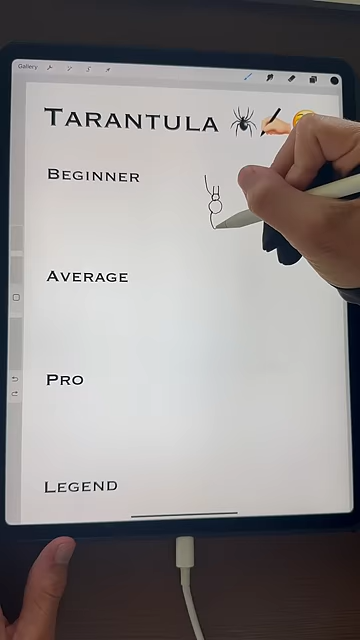 Gallery
TARANTULA
BEGINNER
AVERAGE
PRO
LEGEND